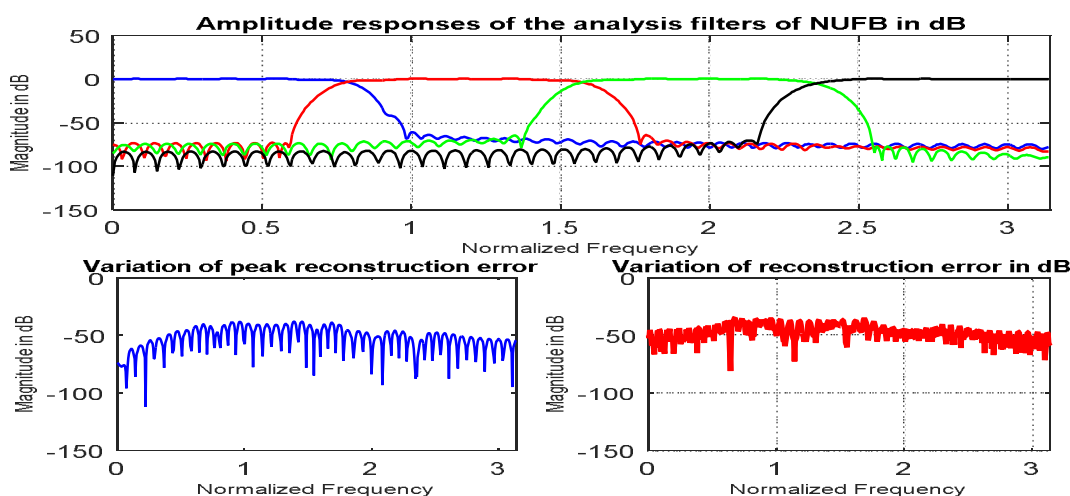 Amplitude responses of the analysis filters of NUFB in dB
Magnitude in dB
50
0
-50
-100
-150
0 0.5 1 1.5 2 2.5 3
Normalized Frequency
Variation of peak reconstruction error
Magnitude in dB
0
-50
-100
-150
0 1 2 3
Normalized Frequency
Variation of reconstruction error in dB
Magnitude in dB
0
-50
-100
-150
0 1 2 3
Normalized Frequency